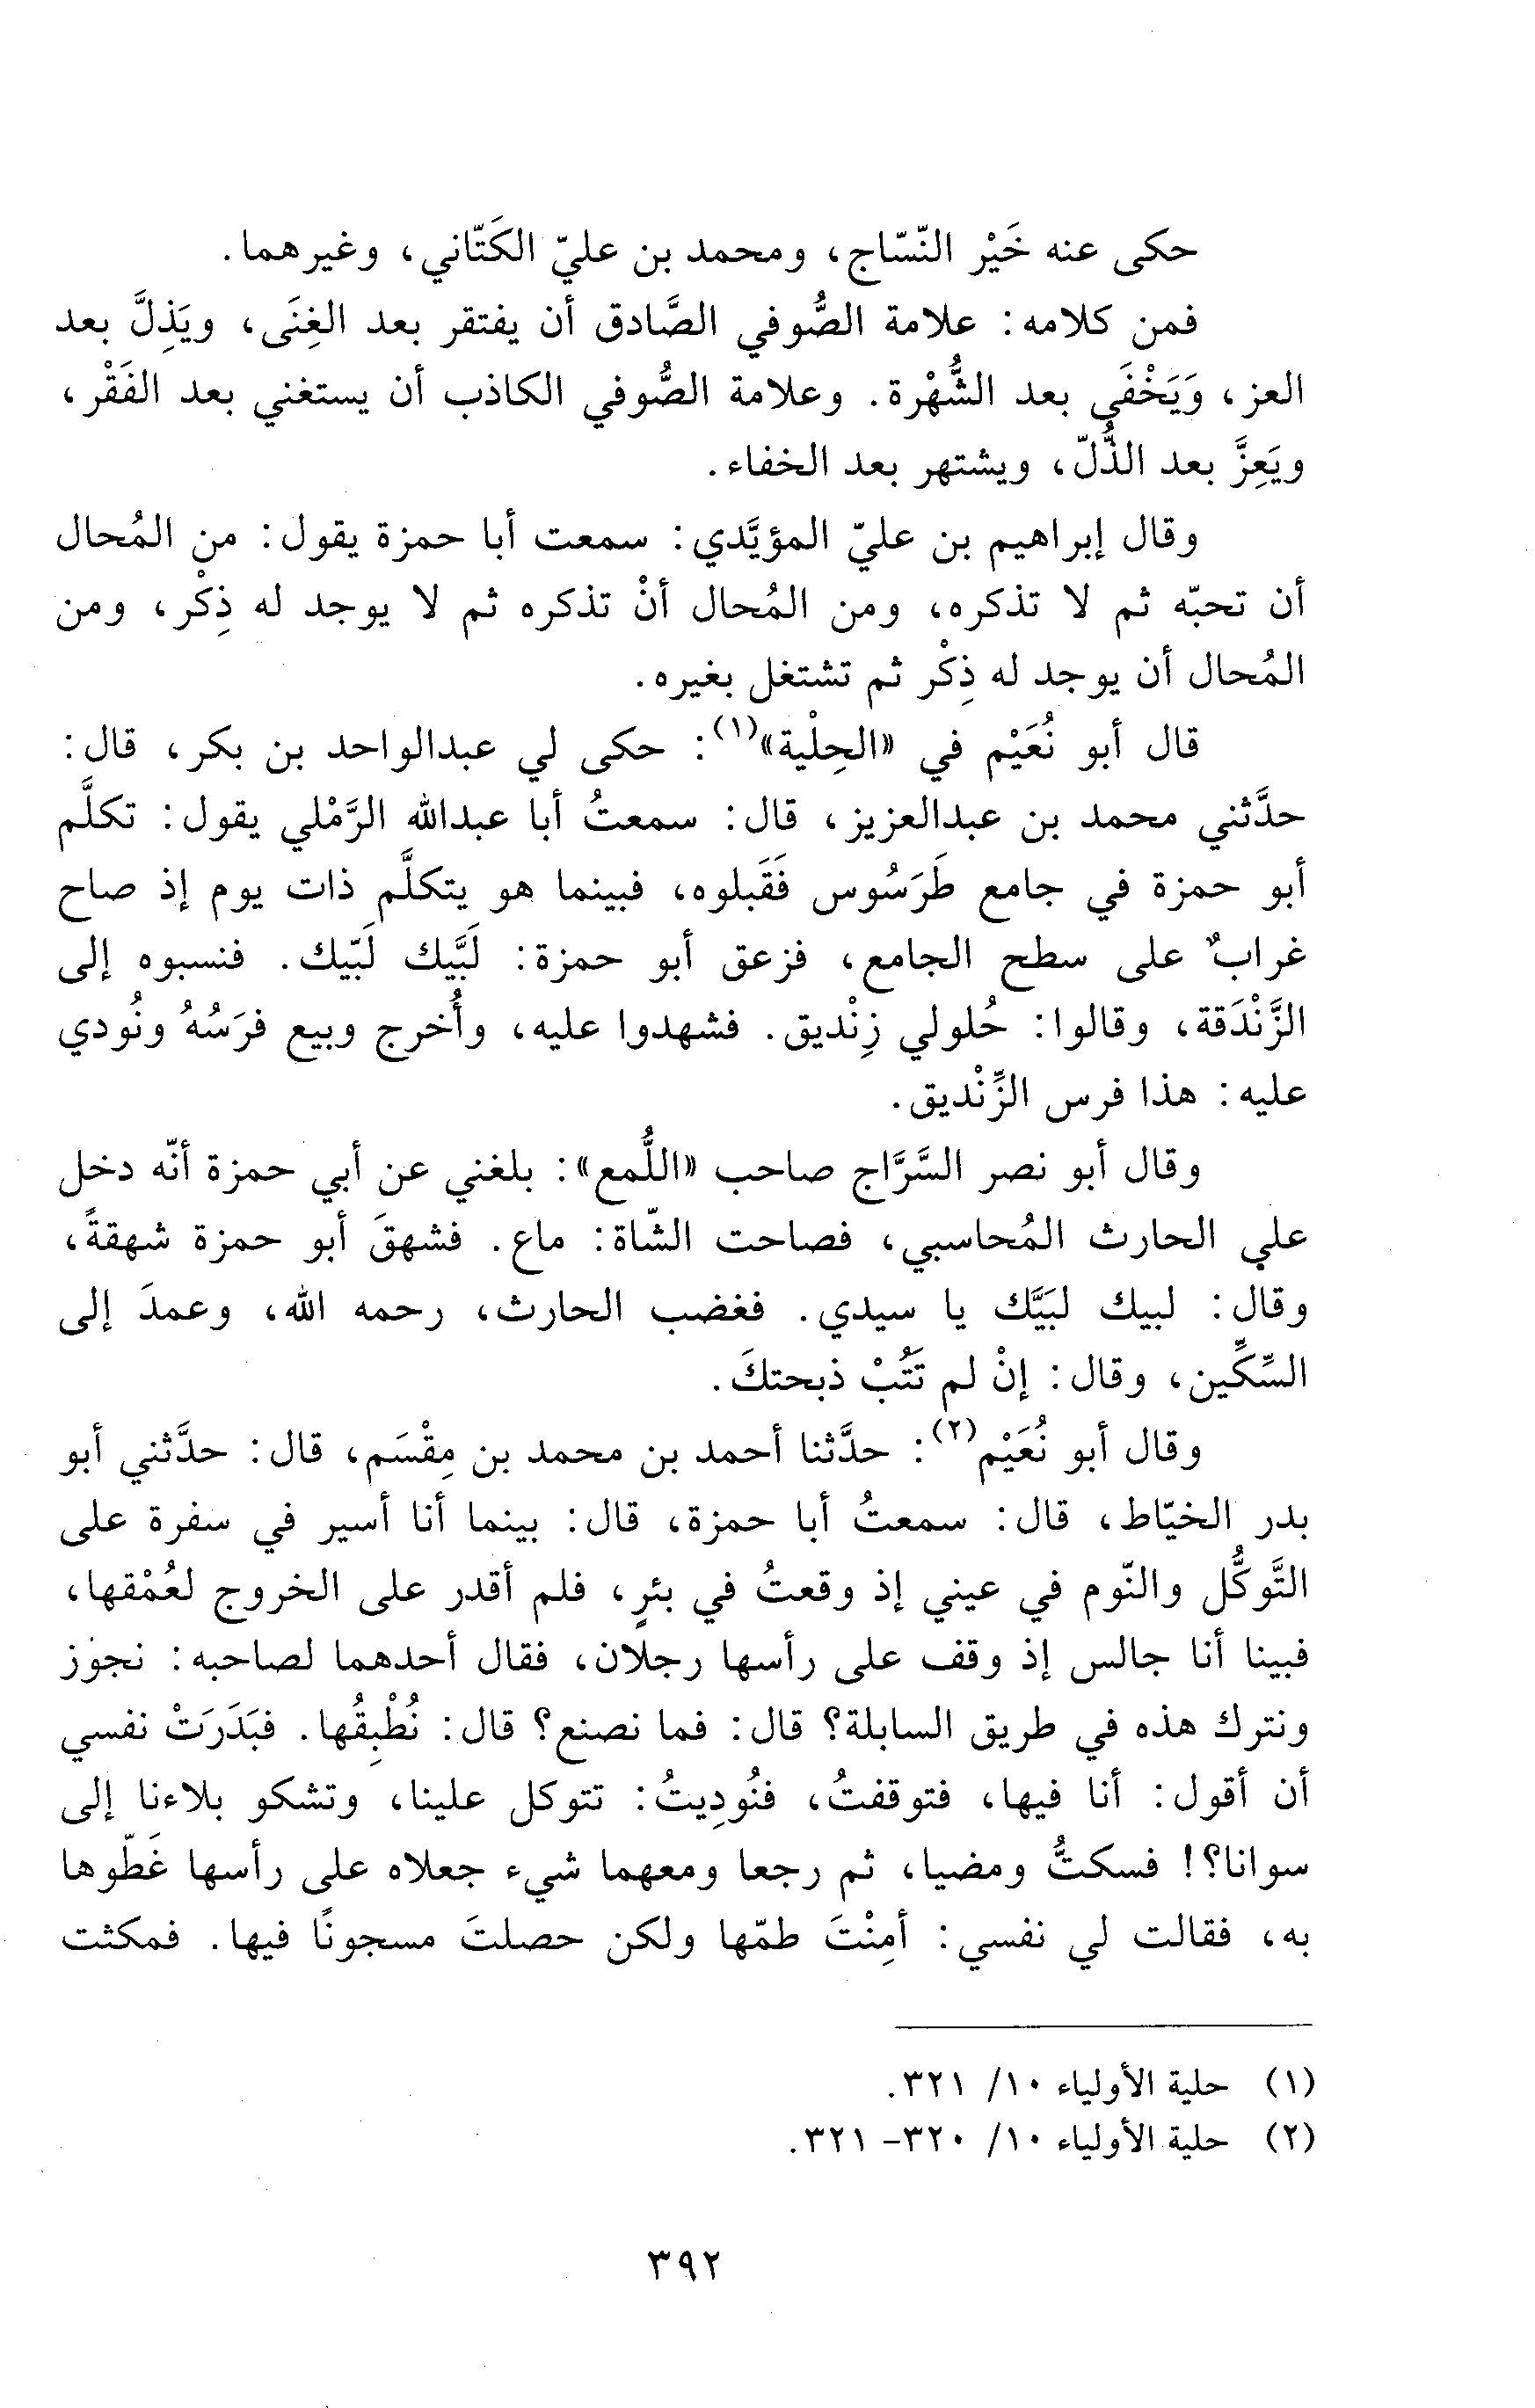 حكى عنه خَيْر النّسّاج، ومحمد بن عليّ الكَتّاني، وغيرهما.
فمن كلامه: علامة الصُّوفي الصَّادق أن يفتقر بعد الغِنَى، ويَذِلَّ بعد
العز، وَيَخْفَى بعد الشُّهْرة. وعلامة الصُّوفي الكاذب أن يستغني بعد الفَقْر،
ويَعِزَّ بعد الذُّلّ، ويشتهر بعد الخفاء.
وقال إبراهيم بن عليّ المؤيَّدي: سمعت أبا حمزة يقول: من المُحال
أن تحبّه ثم لا تذكره، ومن المُحال أنْ تذكره ثم لا يوجد له ذِكْر، ومن
المُحال أن يوجد له ذِكْر ثم تشتغل بغيره.
قال أبو نُعَيْم في «الحِلْية»(١): حكى لي عبدالواحد بن بكر، قال:
حدَّثني محمد بن عبدالعزيز، قال: سمعتُ أبا عبدالله الرَّمْلي يقول: تكلَّم
أبو حمزة في جامع طَرَسُوس فَقَبلوه، فبينما هو يتكلَّم ذات يوم إذ صاح
غرابٌ على سطح الجامع، فزعق أبو حمزة: لَبَّيك لَبّيك. فنسبوه إلى
الزَّنْدَقة، وقالوا: حُلولي زِنْديق. فشهدوا عليه، وأُخرج وبيع فرَسُهُ ونُودي
عليه: هذا فرس الزِّنْديق.
وقال أبو نصر السَّرَّاج صاحب «اللُّمع»: بلغني عن أبي حمزة أنّه دخل
على الحارث المُحاسبي، فصاحت الشّاة: ماع. فشهقَ أبو حمزة شهقةً،
وقال: لبيك لبَيَّك يا سيدي. فغضب الحارث، رحمه الله، وعمدَ إلى
السِّكِّين، وقال: إنْ لم تَتُبْ ذبحتكَ.
وقال أبو نُعَيْم(٢): حدَّثنا أحمد بن محمد بن مِقْسَم، قال: حدَّثني أبو
بدر الخيّاط، قال: سمعتُ أبا حمزة، قال: بينما أنا أسير في سفرة على
التَّوكُّل والنّوم في عيني إذ وقعتُ في بئرٍ، فلم أقدر على الخروج لعُمْقها،
فبينا أنا جالس إذ وقف على رأسها رجلان، فقال أحدهما لصاحبه: نجوز
ونترك هذه في طريق السابلة؟ قال: فما نصنع؟ قال: نُطْبِقُها. فبَدَرَتْ نفسي
أن أقول: أنا فيها، فتوقفتُ، فنُودِيتُ: تتوكل علينا، وتشكو بلاءنا إلى
سوانا؟! فسكتُّ ومضيا، ثم رجعا ومعهما شيء جعلاه على رأسها غَطّوها
به، فقالت لي نفسي: أمِنْتَ طمّها ولكن حصلتَ مسجونًا فيها. فمكثت
(١) حلية الأولياء ١٠/ ٣٢١.
(٢) حلية الأولياء ١٠/ ٣٢٠- ٣٢١.
٣٩٢